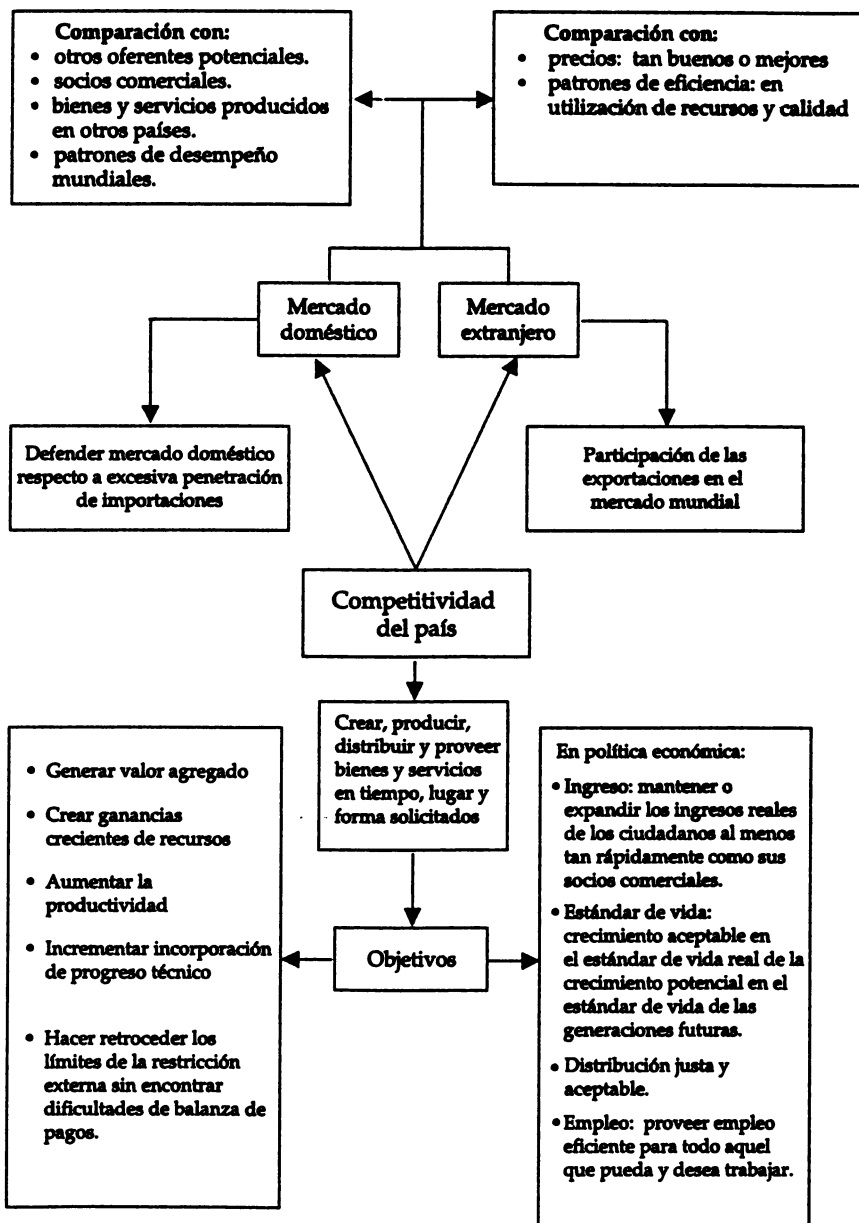 Comparación con:
• otros oferentes potenciales.
• socios comerciales.
• bienes y servicios producidos
en otros países.
• patrones de desempeño
mundiales.
Comparación con:
• precios: tan buenos o mejores
• patrones de eficiencia: en
utilización de recursos y calidad
Mercado
doméstico
Mercado
extranjero
Defender mercado doméstico
respecto a excesiva penetración
de importaciones
Participación de las
exportaciones en el
mercado mundial
Competitividad
del país
Crear, producir,
distribuir y proveer
bienes y servicios
en tiempo, lugar y
forma solicitados
Objetivos
• Generar valor agregado
• Crear ganancias
crecientes de recursos
• Aumentar la
productividad
• Incrementar incorporación
de progreso técnico
• Hacer retroceder los
límites de la restricción
externa sin encontrar
dificultades de balanza de
pagos.
En política económica:
• Ingreso: mantener o
expandir los ingresos reales
de los ciudadanos al menos
tan rápidamente como sus
socios comerciales.
• Estándar de vida:
crecimiento aceptable en
el estándar de vida real de la
crecimiento potencial en el
estándar de vida de las
generaciones futuras.
• Distribución justa y
aceptable.
• Empleo: proveer empleo
eficiente para todo aquel
que pueda y desea trabajar.